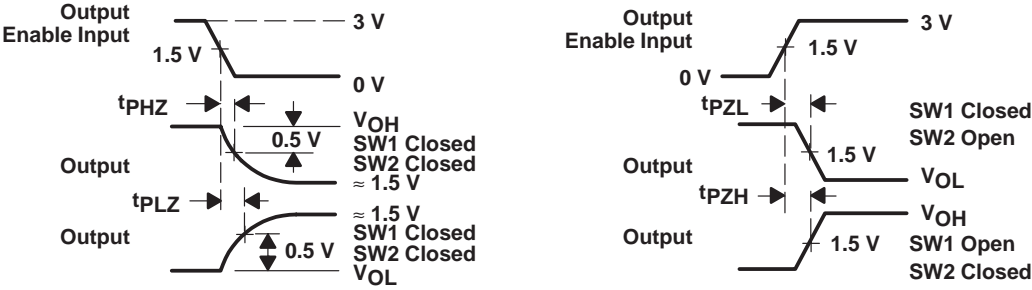 Output
Enable Input
3 V
1.5 V
0 V
tPHZ
VOH
0.5 V
SW1 Closed
SW2 Closed
Output
≈ 1.5 V
tPLZ
≈ 1.5 V
SW1 Closed
Output
0.5 V
SW2 Closed
VOL
Output
Enable Input
3 V
1.5 V
0 V
tPZL
SW1 Closed
SW2 Open
1.5 V
Output
VOL
tPZH
VOH
Output
1.5 V
SW1 Open
SW2 Closed